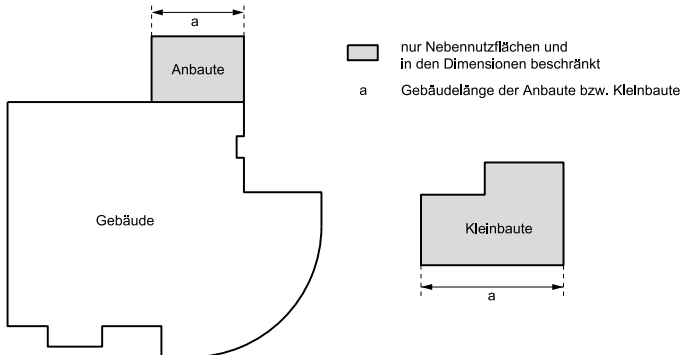 a
Anbaute
nur Nebennutzflächen und
in den Dimensionen beschränkt
a Gebäudelänge der Anbaute bzw. Kleinbaute
Gebäude
Kleinbaute
a